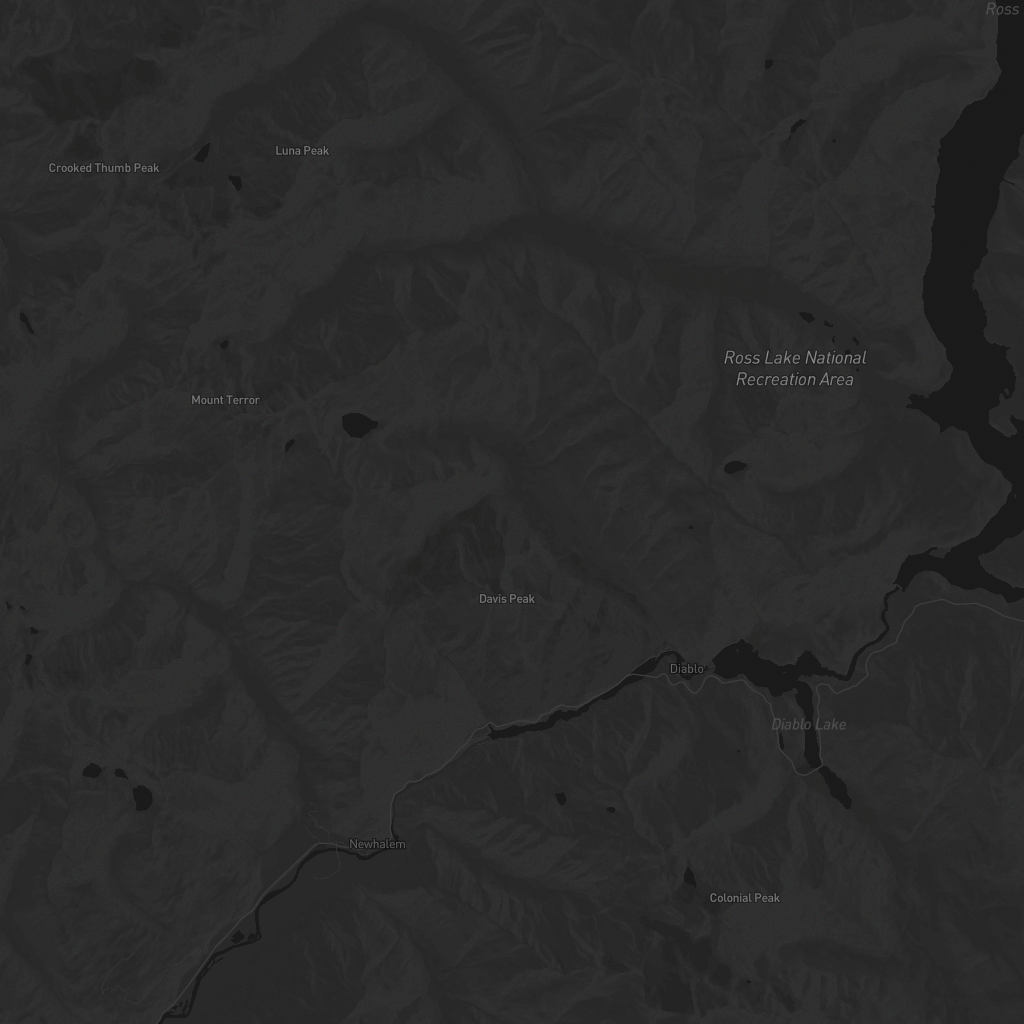 Ross
Luna Peak
Crooked Thumb Peak
Ross Lake National
Recreation Area
Mount Terror
Davis Peak
Diablo
Diablo Lake
Newhalem
Colonial Peak